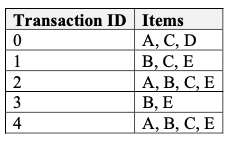 Transaction ID Items
0 A, C, D
1 B, C, E
2 A, B, C, E
3 B, E
4 A, B, C, E